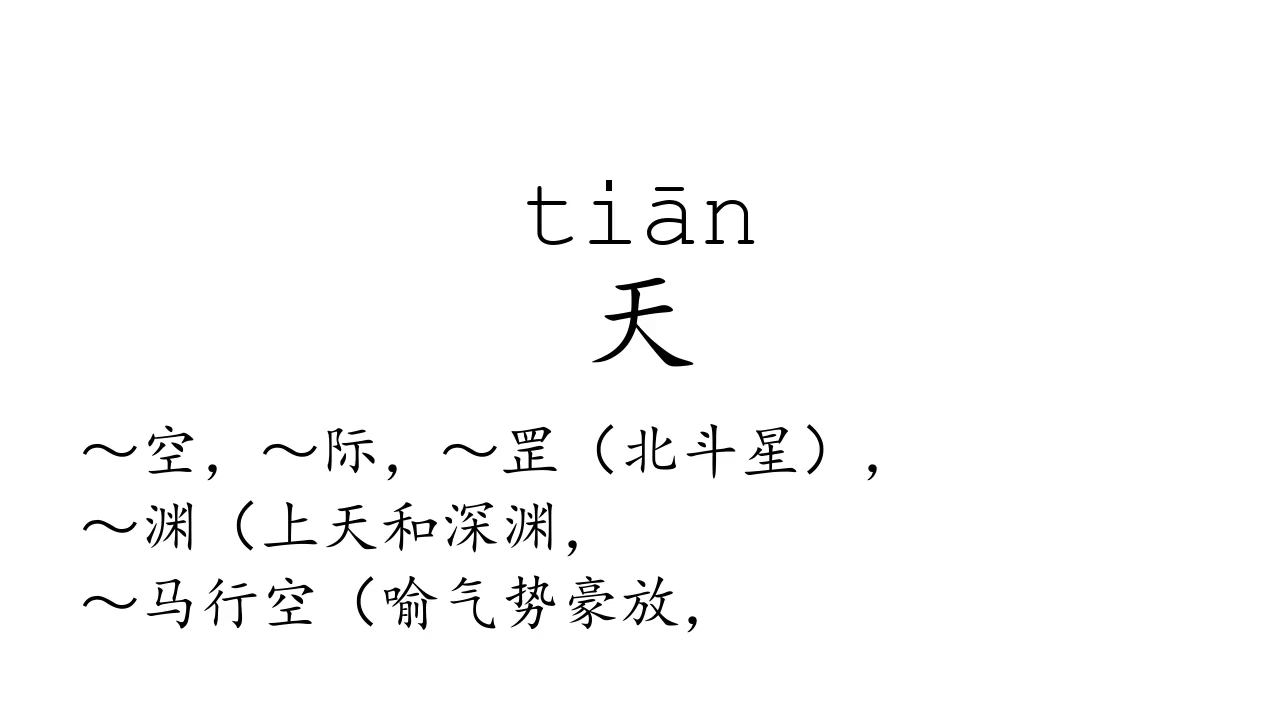 tiān
天
～空，～际，～罡（北斗星），
～渊（上天和深渊，
～马行空（喻气势豪放，